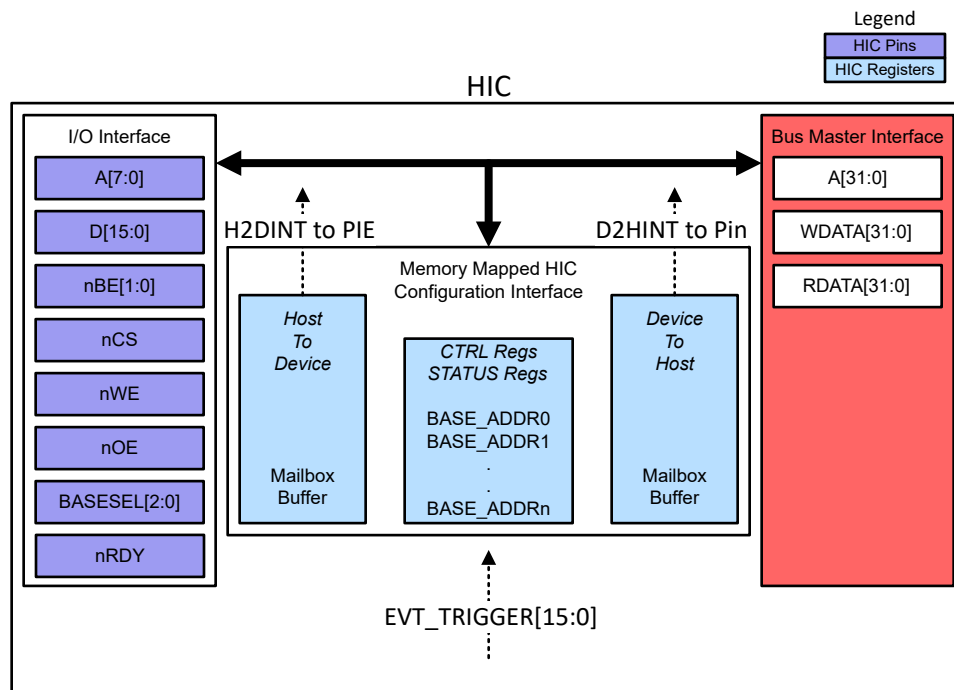 Legend
HIC Pins
HIC Registers
HIC
I/O Interface
A[7:0]
D[15:0]
nBE[1:0]
nCS
nWE
nOE
BASESEL[2:0]
nRDY
H2DINT to PIE
D2HINT to Pin
Memory Mapped HIC
Configuration Interface
Host
To
Device
Mailbox
Buffer
CTRL Regs
STATUS Regs
BASE_ADDR0
BASE_ADDR1
.
.
BASE_ADDRn
Device
To
Host
Mailbox
Buffer
EVT_TRIGGER[15:0]
Bus Master Interface
A[31:0]
WDATA[31:0]
RDATA[31:0]